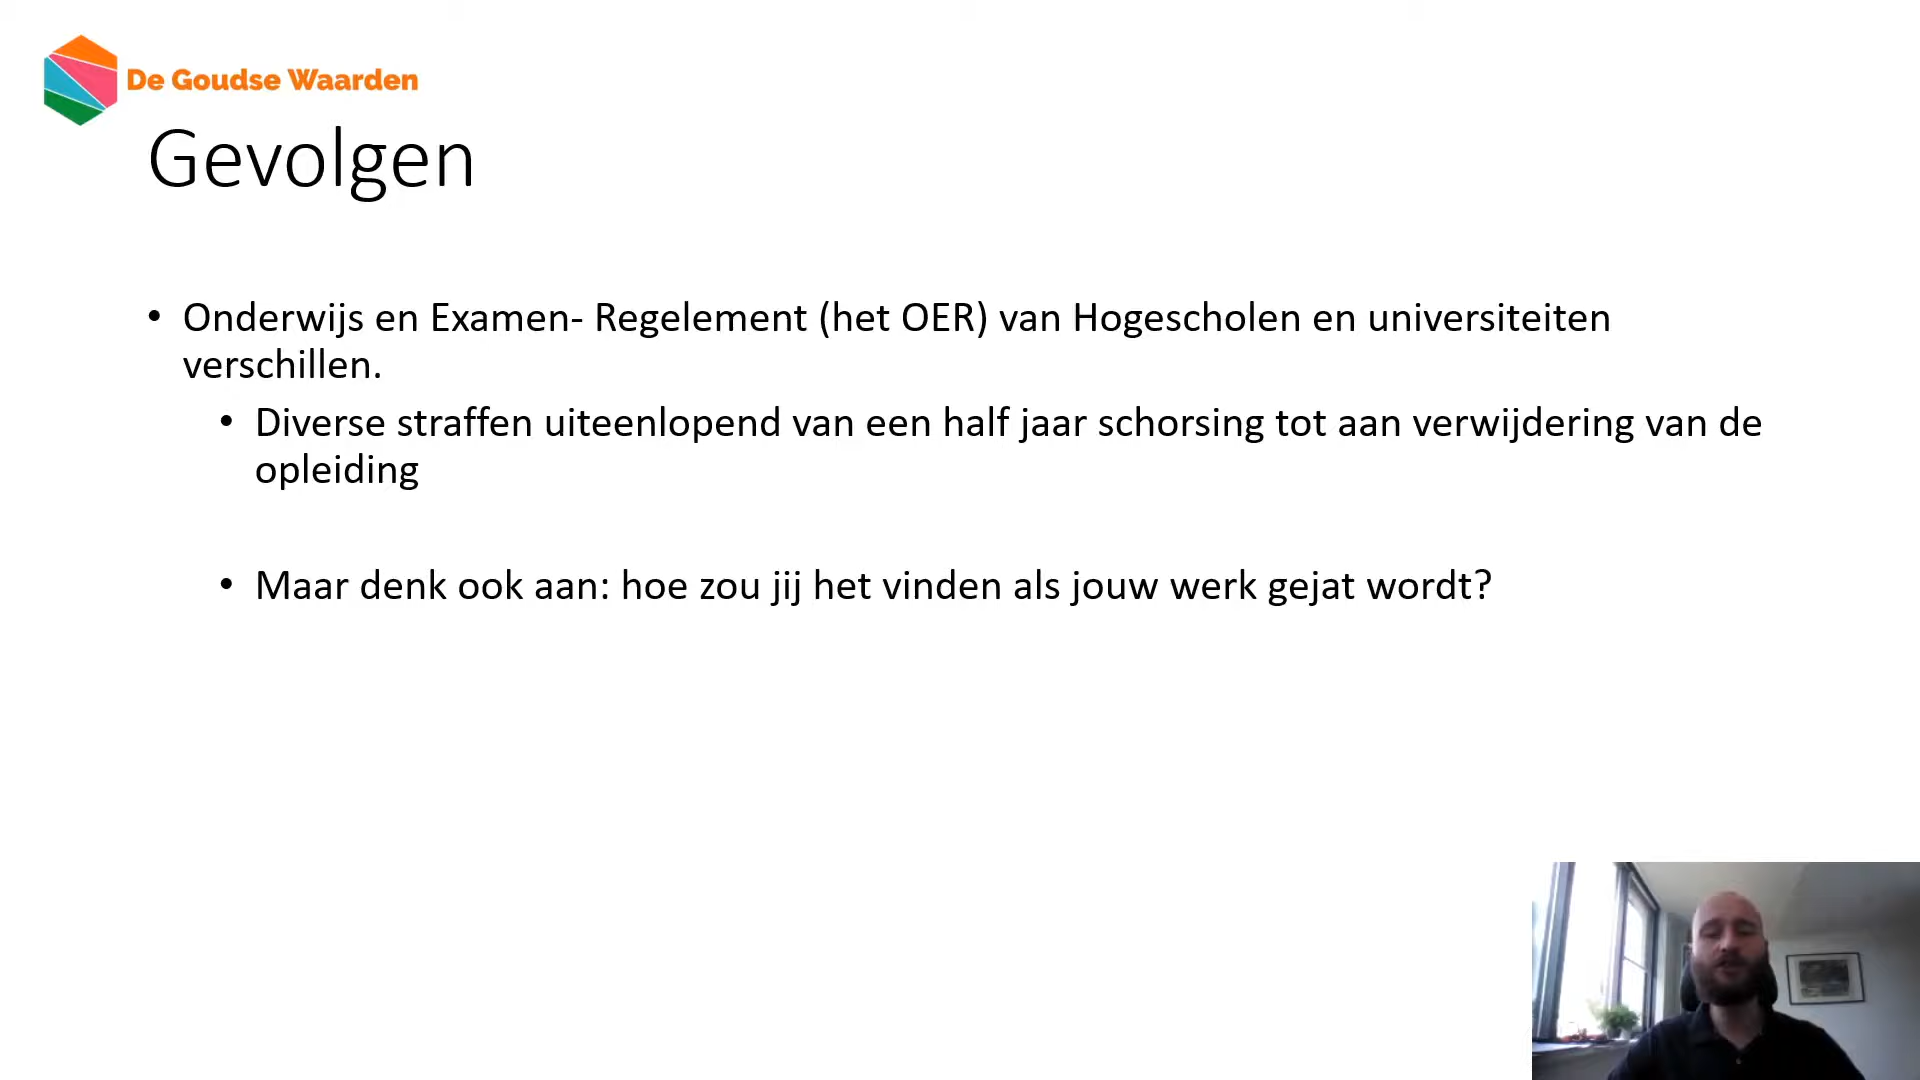 De Goudse Waarden
Gevolgen
• Onderwijs en Examen- Regelement (het OER) van Hogescholen en universiteiten
verschillen.
• Diverse straffen uiteenlopend van een half jaar schorsing tot aan verwijdering van de
opleiding
• Maar denk ook aan: hoe zou jij het vinden als jouw werk gejat wordt?